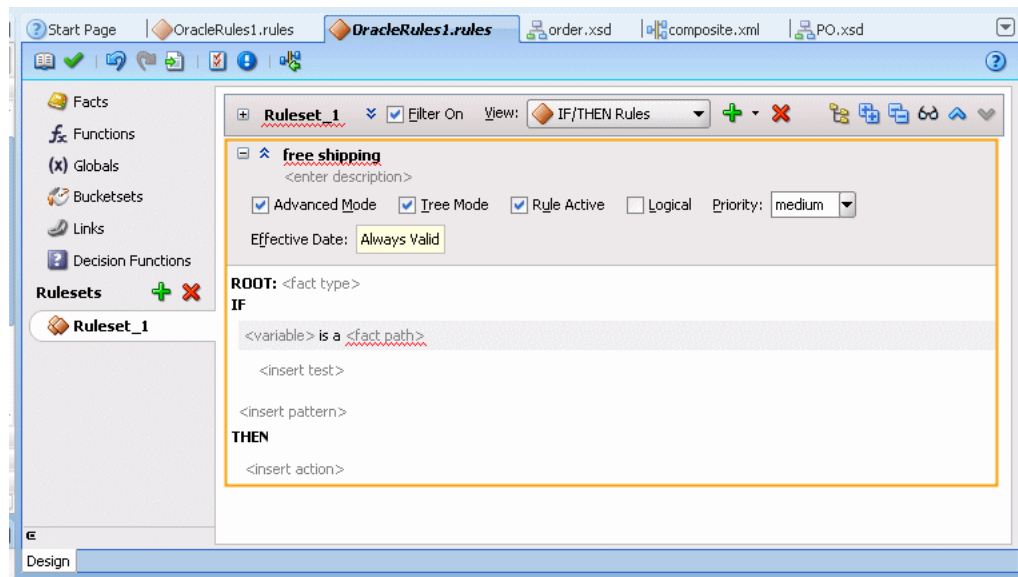 Start Page OracleRules1.rules OracleRules1.rules order.xsd composite.xml PO.xsd
Facts
Functions
Globals
Bucketsets
Links
Decision Functions
Rulesets
Ruleset_1
Ruleset_1 Filter On View: IF/THEN Rules
free shipping
<enter description>
Advanced Mode Tree Mode Rule Active Logical Priority: medium
Effective Date: Always Valid
ROOT: <fact type>
IF
<variable> is a <fact path>
<insert test>
<insert pattern>
THEN
<insert action>
Design